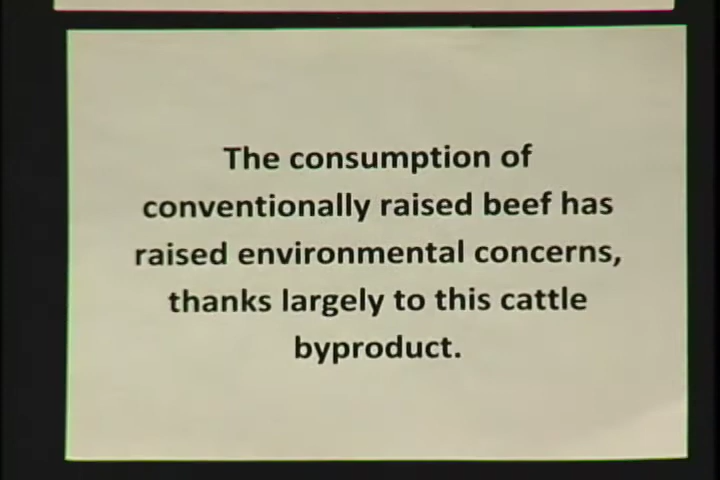 The consumption of
conventionally raised beef has
raised environmental concerns,
thanks largely to this cattle
byproduct.